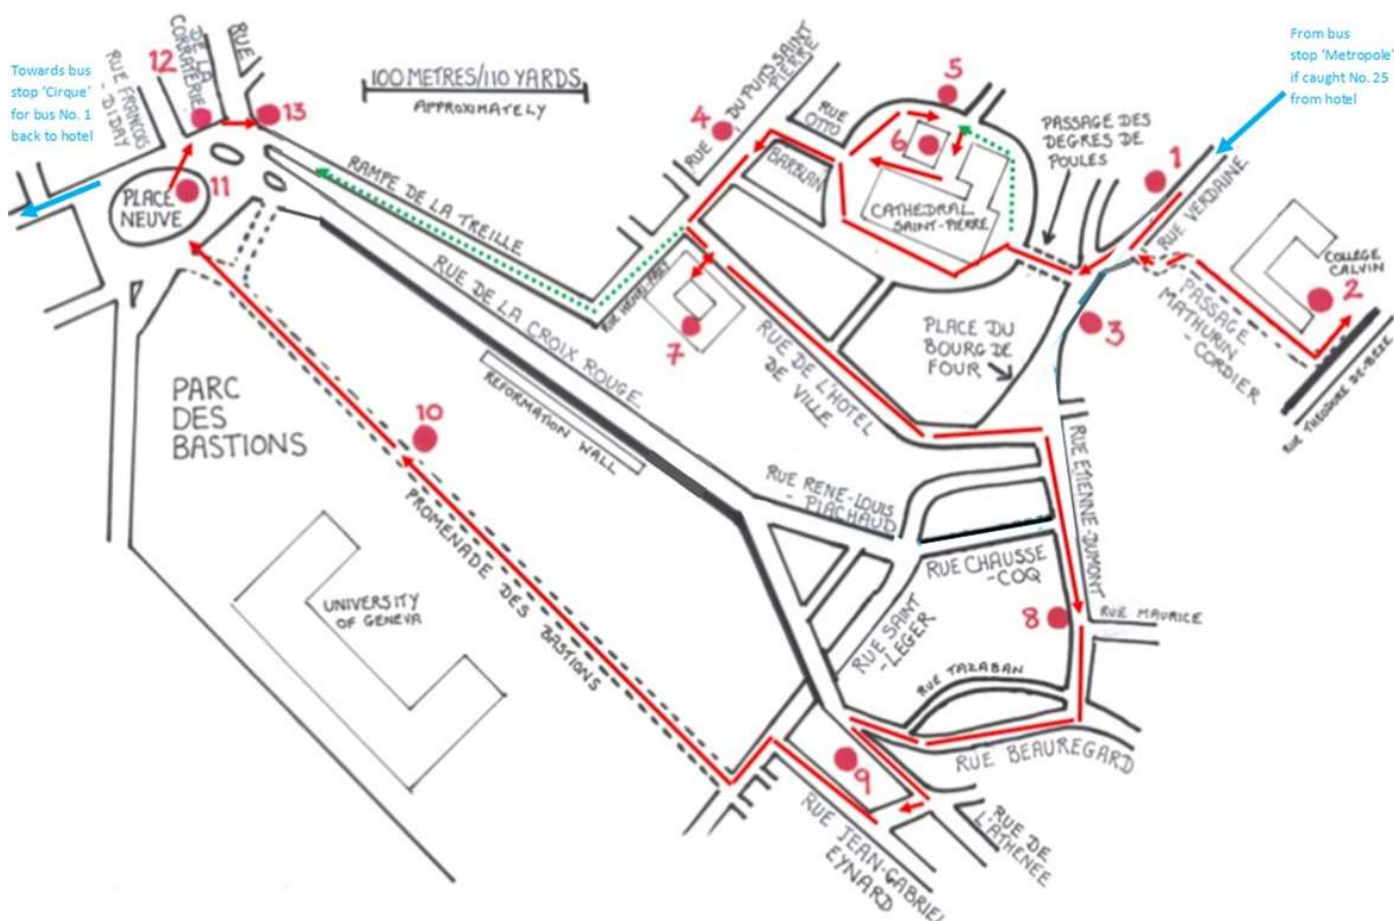 Towards bus
stop 'Cirque'
for bus No. 1
back to hotel
12
RUE FRANÇOIS
-DIDAY
DE LA
CORRATERIE
RUE
13
100 METRES/110 YARDS
APPROXIMATELY
4
RUE DU PUITS SAINT
PIERRE
5
RUE
OTTO
BARBLAN
6
CATHEDRAL
SAINT-PIERRE
PASSAGE DES
DEGRES DE
POULES
1
From bus
stop 'Metropole'
if caught No. 25
from hotel
RUE VERDAINE
COLLEGE
CALVIN
2
PASSAGE
MATHURIN
-CORDIER
RUE THEODORE DE-BEZE
3
PLACE
NEUVE
11
RAMPE DE LA TREILLE
RUE DE LA CROIX ROUGE
REFORMATION WALL
7
RUE DE L'HOTEL
DE VILLE
PLACE DU
BOURG DE
FOUR
PARC
DES
BASTIONS
10
PROMENADE DES BASTIONS
UNIVERSITY
OF GENEVA
RUE RENE-LOUIS
-PIACHAUD
RUE ETIENNE-DUMONT
RUE CHAUSSE
-COQ
8
RUE MAURICE
RUE SAINT
-LEGER
RUE TAZABAN
RUE BEAUREGARD
9
RUE JEAN-GABRIEL
EYNARD
RUE DE
L'ATHENEE